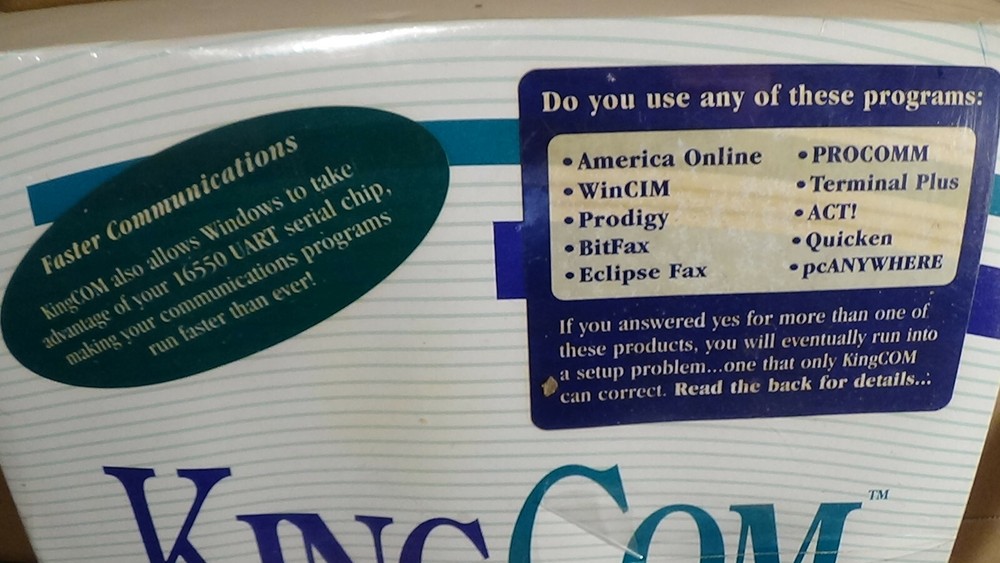 Faster Communications
KingCOM also allows Windows to take
advantage of your 16550 UART serial chip,
making your communications programs
run faster than ever!
Do you use any of these programs:
• America Online
• WinCIM
• Prodigy
• BitFax
• Eclipse Fax
• PROCOMM
• Terminal Plus
• ACT!
• Quicken
• pcANYWHERE
If you answered yes for more than one of
these products, you will eventually run into
a setup problem...one that only KingCOM
can correct. Read the back for details...
KINGCOM™